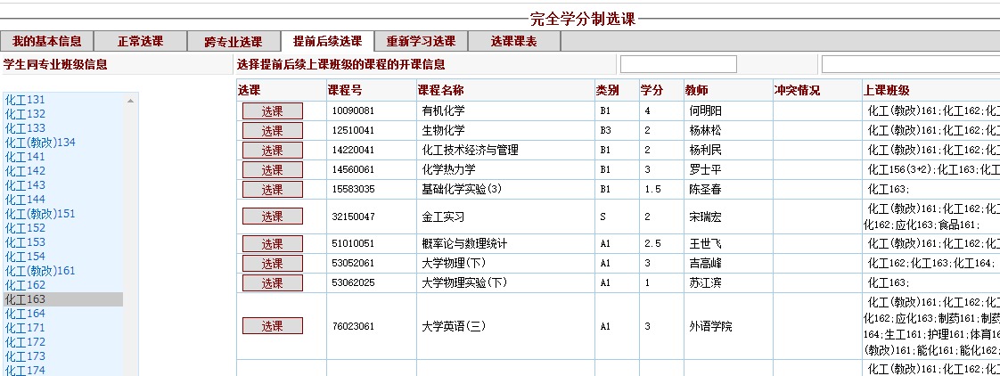 完全学分制选课
我的基本信息 正常选课 跨专业选课 提前后续选课 重新学习选课 选课课表
学生同专业班级信息 选择提前后续上课班级的课程的开课信息
化工131
化工132
化工133
化工(教改)134
化工141
化工142
化工143
化工144
化工(教改)151
化工152
化工153
化工154
化工(教改)161
化工162
化工163
化工164
化工171
化工172
化工173
化工174
选课 课程号 课程名称 类别 学分 教师 冲突情况 上课班级
选课 10090081 有机化学 B1 4 何明阳 化工(教改)161;化工162;化工
选课 12510041 生物化学 B3 2 杨林松 化工(教改)161;化工162;化工
选课 14220041 化工技术经济与管理 B1 2 杨利民 化工(教改)161;化工162;化工
选课 14560061 化学热力学 B1 3 罗士平 化工156(3+2);化工163;化工
选课 15583035 基础化学实验(3) B1 1.5 陈圣春 化工163;
选课 32150047 金工实习 S 2 宋瑞宏 化工(教改)161;化工162;化工
化162;应化163;食品161;
选课 51010051 概率论与数理统计 A1 2.5 王世飞 化工(教改)161;化工162;化工
选课 53052061 大学物理(下) A1 3 吉高峰 化工162;化工163;化工164;
选课 53062025 大学物理实验(下) A1 1 苏江滨 化工163;
选课 76023061 大学英语(三) A1 3 外语学院 化工(教改)161;化工162;化工
化162;应化163;制药161;制药
164;生工161;护理161;体育16
(教改)161;能化161;能化162;
化工(教改)161;化工162;化工